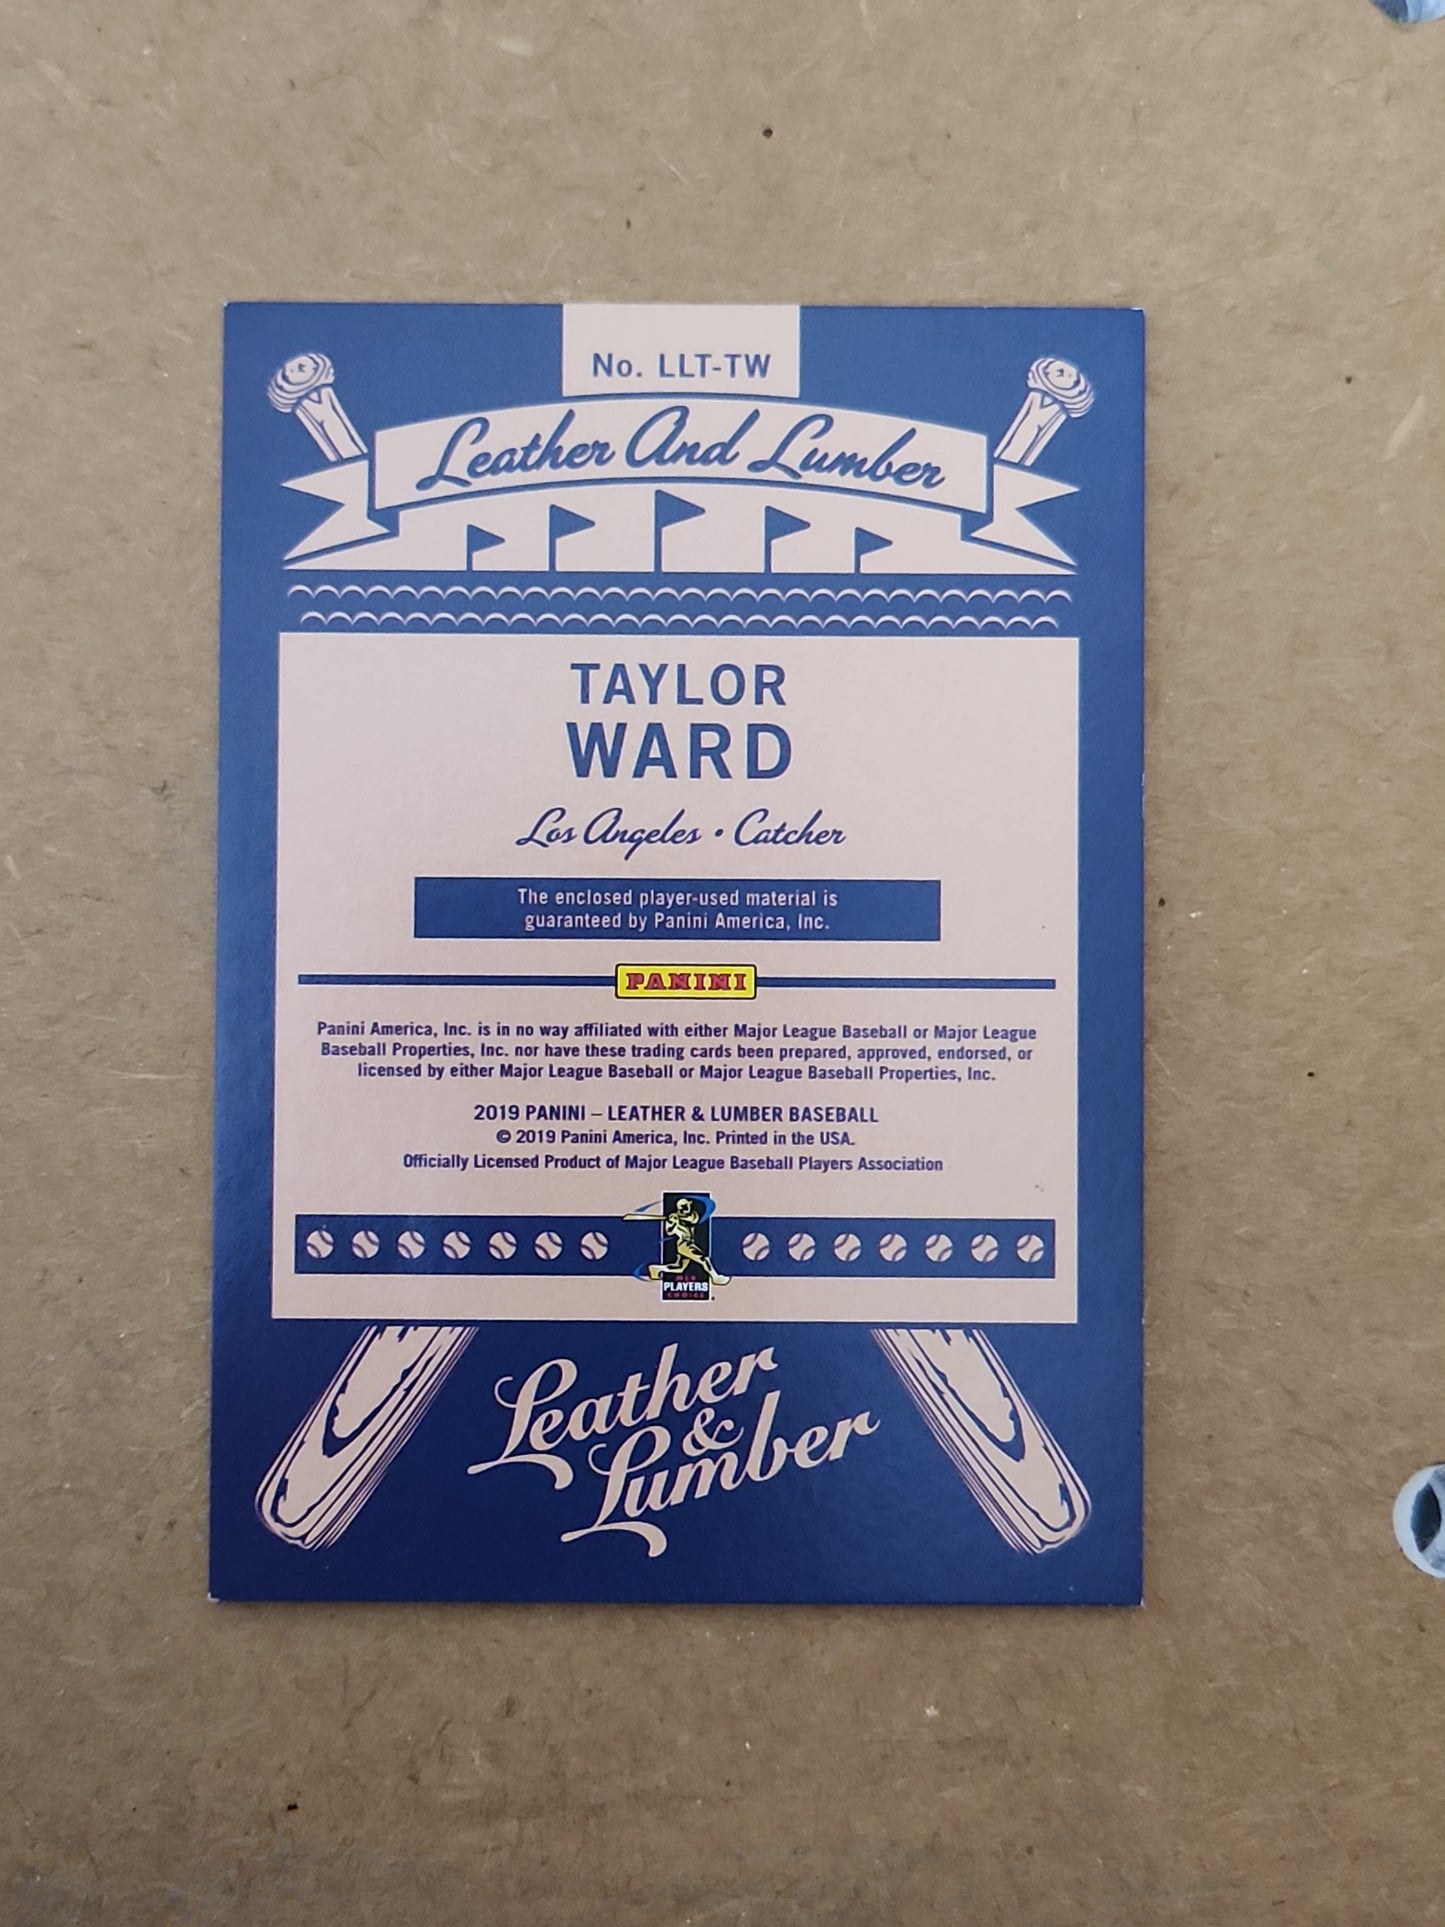 No. LLT-TW
Leather And Lumber
TAYLOR
WARD
Los Angeles • Catcher
The enclosed player-used material is
guaranteed by Panini America, Inc.
PANINI
Panini America, Inc. is in no way affiliated with either Major League Baseball or Major League
Baseball Properties, Inc. nor have these trading cards been prepared, approved, endorsed, or
licensed by either Major League Baseball or Major League Baseball Properties, Inc.
2019 PANINI – LEATHER & LUMBER BASEBALL
© 2019 Panini America, Inc. Printed in the USA.
Officially Licensed Product of Major League Baseball Players Association
MLB
PLAYERS
CHOICE
Leather
&
Lumber